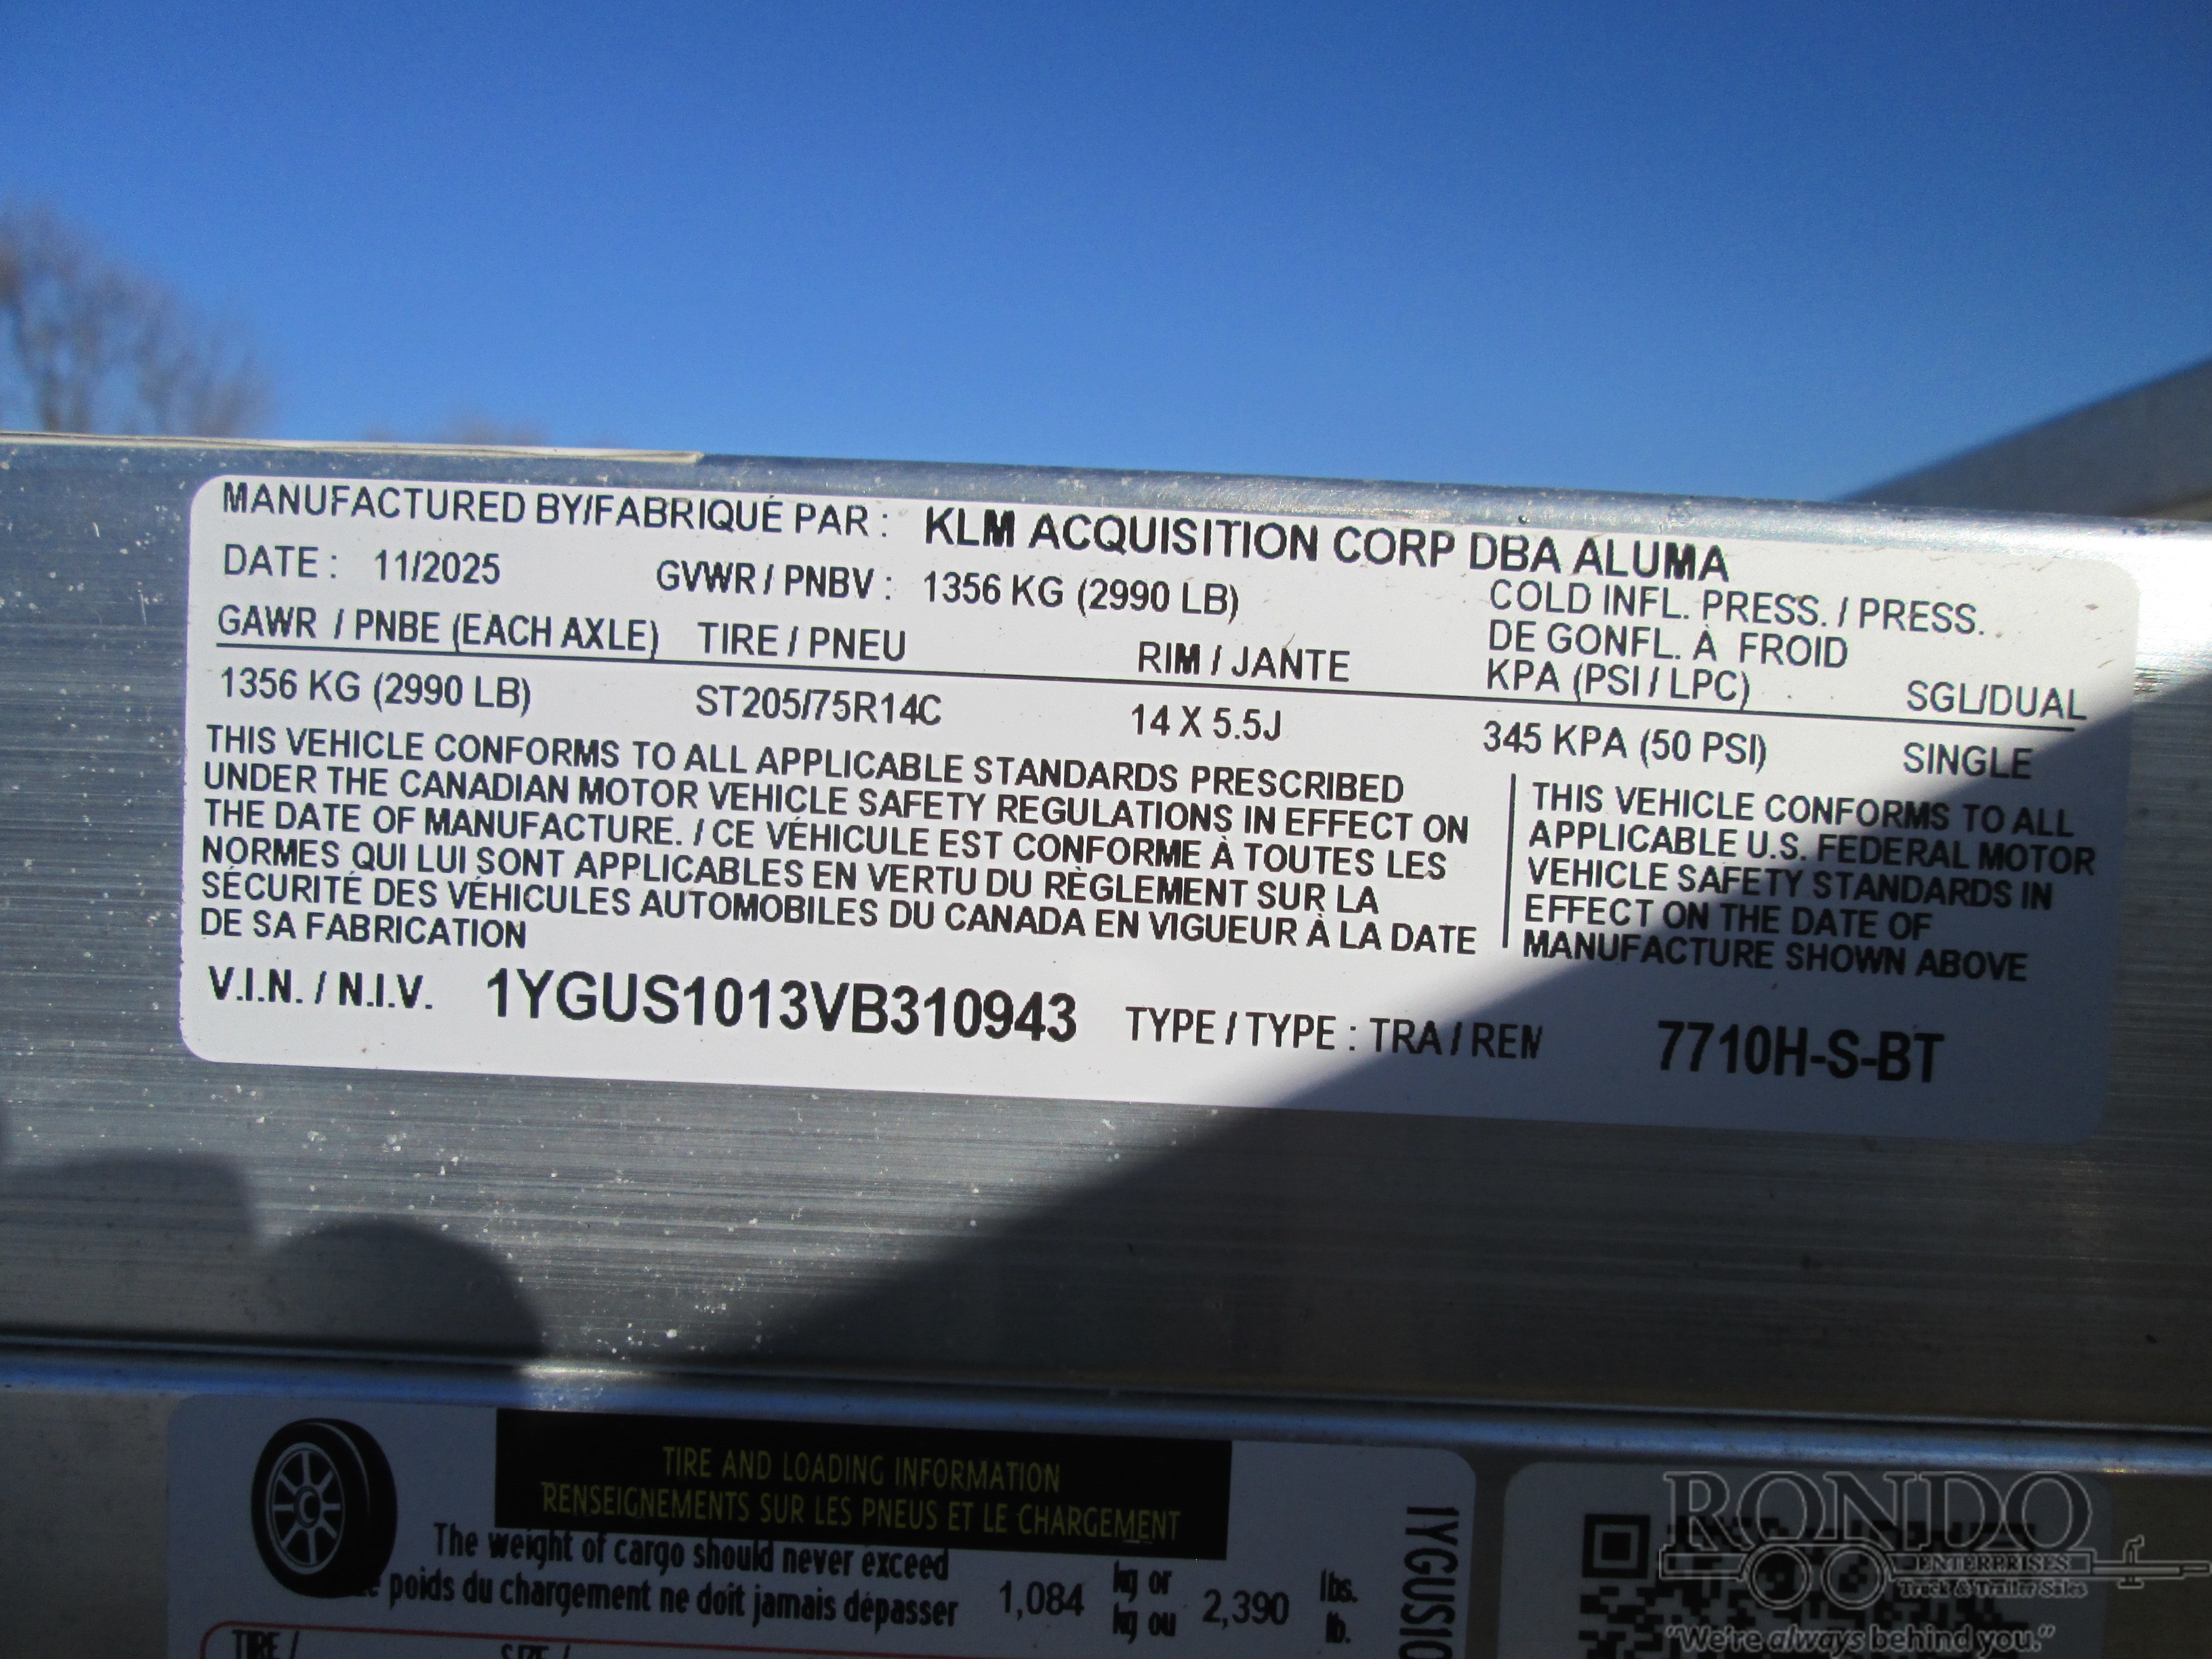 MANUFACTURED BY/FABRIQUÉ PAR : KLM ACQUISITION CORP DBA ALUMA
DATE : 11/2025 GVWR / PNBV : 1356 KG (2990 LB)
COLD INFL. PRESS. / PRESS.
DE GONFL. À FROID
KPA (PSI / LPC)
GAWR / PNBE (EACH AXLE) TIRE / PNEU RIM / JANTE SGL/DUAL
1356 KG (2990 LB) ST205/75R14C 14 X 5.5J 345 KPA (50 PSI) SINGLE
THIS VEHICLE CONFORMS TO ALL APPLICABLE STANDARDS PRESCRIBED
UNDER THE CANADIAN MOTOR VEHICLE SAFETY REGULATIONS IN EFFECT ON
THE DATE OF MANUFACTURE. / CE VÉHICULE EST CONFORME À TOUTES LES
NORMES QUI LUI SONT APPLICABLES EN VERTU DU RÈGLEMENT SUR LA
SÉCURITÉ DES VÉHICULES AUTOMOBILES DU CANADA EN VIGUEUR À LA DATE
DE SA FABRICATION
THIS VEHICLE CONFORMS TO ALL
APPLICABLE U.S. FEDERAL MOTOR
VEHICLE SAFETY STANDARDS IN
EFFECT ON THE DATE OF
MANUFACTURE SHOWN ABOVE
V.I.N. / N.I.V. 1YGUS1013VB310943 TYPE / TYPE : TRA / REM 7710H-S-BT
TIRE AND LOADING INFORMATION
RENSEIGNEMENTS SUR LES PNEUS ET LE CHARGEMENT
The weight of cargo should never exceed
poids du chargement ne doit jamais dépasser
1,084 kg or 2,390 lbs.
kg ou lb.
TIRE / SIZE /
1YGUS10
RONDO
ENTERPRISES
Truck & Trailer Sales
"We're always behind you."